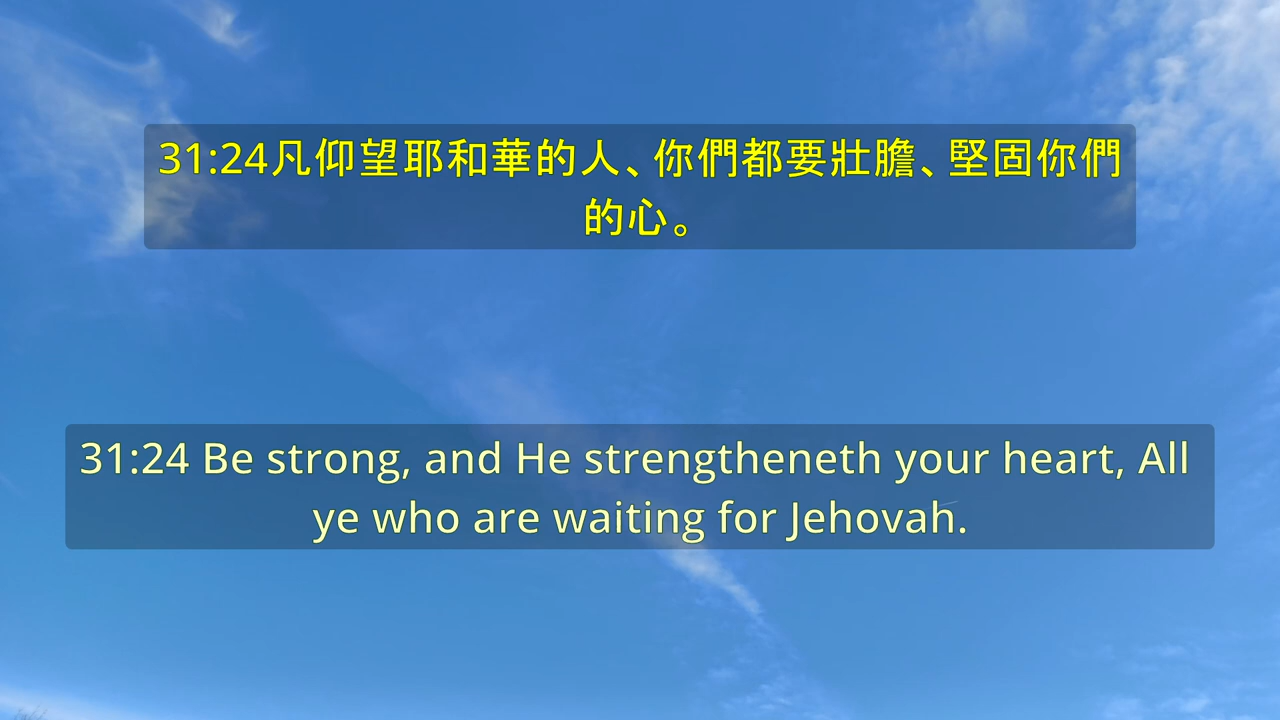 31:24凡仰望耶和華的人、你們都要壯膽、堅固你們
的心。
31:24 Be strong, and He strengtheneth your heart, All
ye who are waiting for Jehovah.